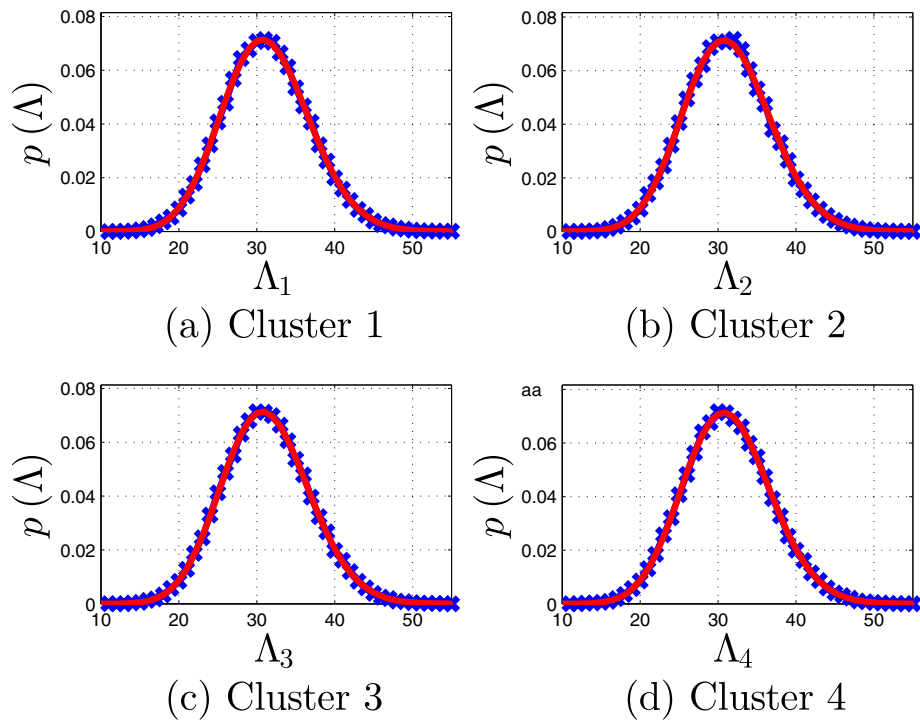 0.08
0.06
0.04
0.02
0
p (Λ)
10 20 30 40 50
Λ1
(a) Cluster 1
0.08
0.06
0.04
0.02
0
p (Λ)
10 20 30 40 50
Λ2
(b) Cluster 2
0.08
0.06
0.04
0.02
0
p (Λ)
10 20 30 40 50
Λ3
(c) Cluster 3
aa
0.06
0.04
0.02
0
p (Λ)
10 20 30 40 50
Λ4
(d) Cluster 4